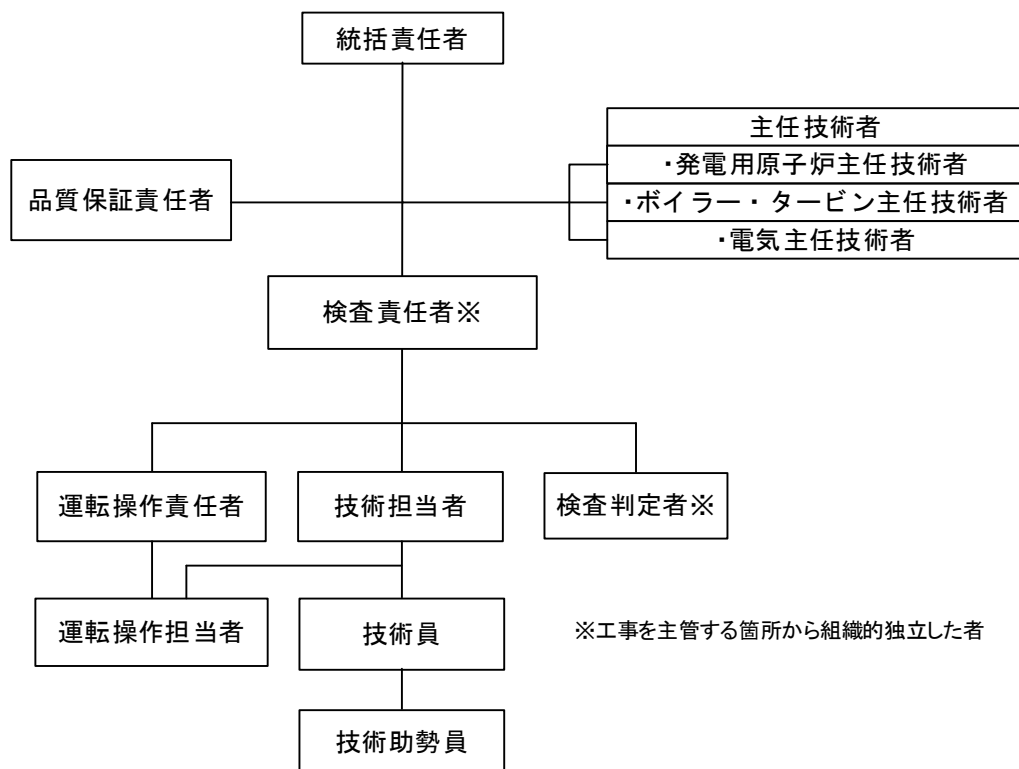 統括責任者
主任技術者
・発電用原子炉主任技術者
品質保証責任者
・ボイラー・タービン主任技術者
・電気主任技術者
検査責任者※
運転操作責任者
技術担当者
検査判定者※
運転操作担当者
技術員
※工事を主管する箇所から組織的独立した者
技術助勢員